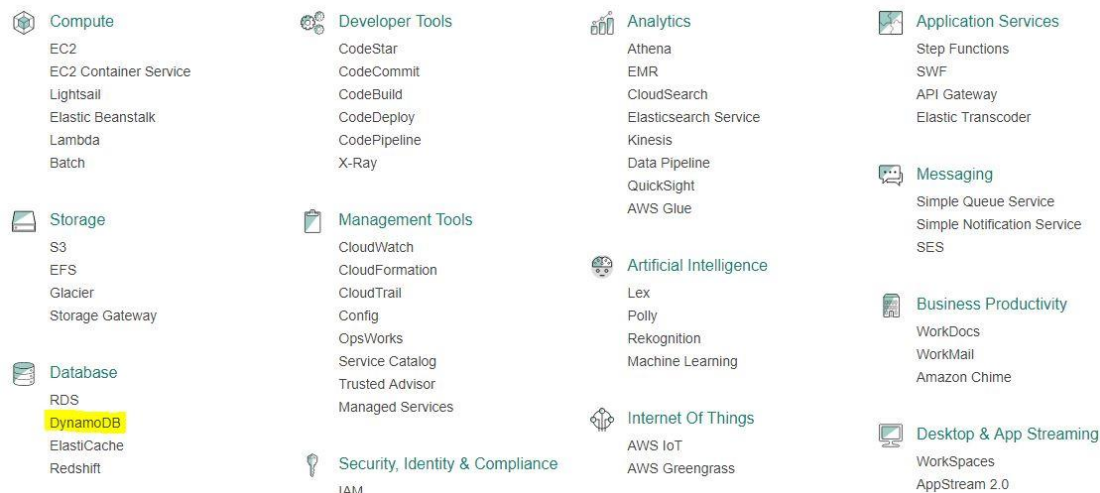 Compute
EC2
EC2 Container Service
Lightsail
Elastic Beanstalk
Lambda
Batch
Storage
S3
EFS
Glacier
Storage Gateway
Database
RDS
DynamoDB
ElastiCache
Redshift
Developer Tools
CodeStar
CodeCommit
CodeBuild
CodeDeploy
CodePipeline
X-Ray
Management Tools
CloudWatch
CloudFormation
CloudTrail
Config
OpsWorks
Service Catalog
Trusted Advisor
Managed Services
Security, Identity & Compliance
IAM
Analytics
Athena
EMR
CloudSearch
Elasticsearch Service
Kinesis
Data Pipeline
QuickSight
AWS Glue
Artificial Intelligence
Lex
Polly
Rekognition
Machine Learning
Internet Of Things
AWS IoT
AWS Greengrass
Application Services
Step Functions
SWF
API Gateway
Elastic Transcoder
Messaging
Simple Queue Service
Simple Notification Service
SES
Business Productivity
WorkDocs
WorkMail
Amazon Chime
Desktop & App Streaming
WorkSpaces
AppStream 2.0